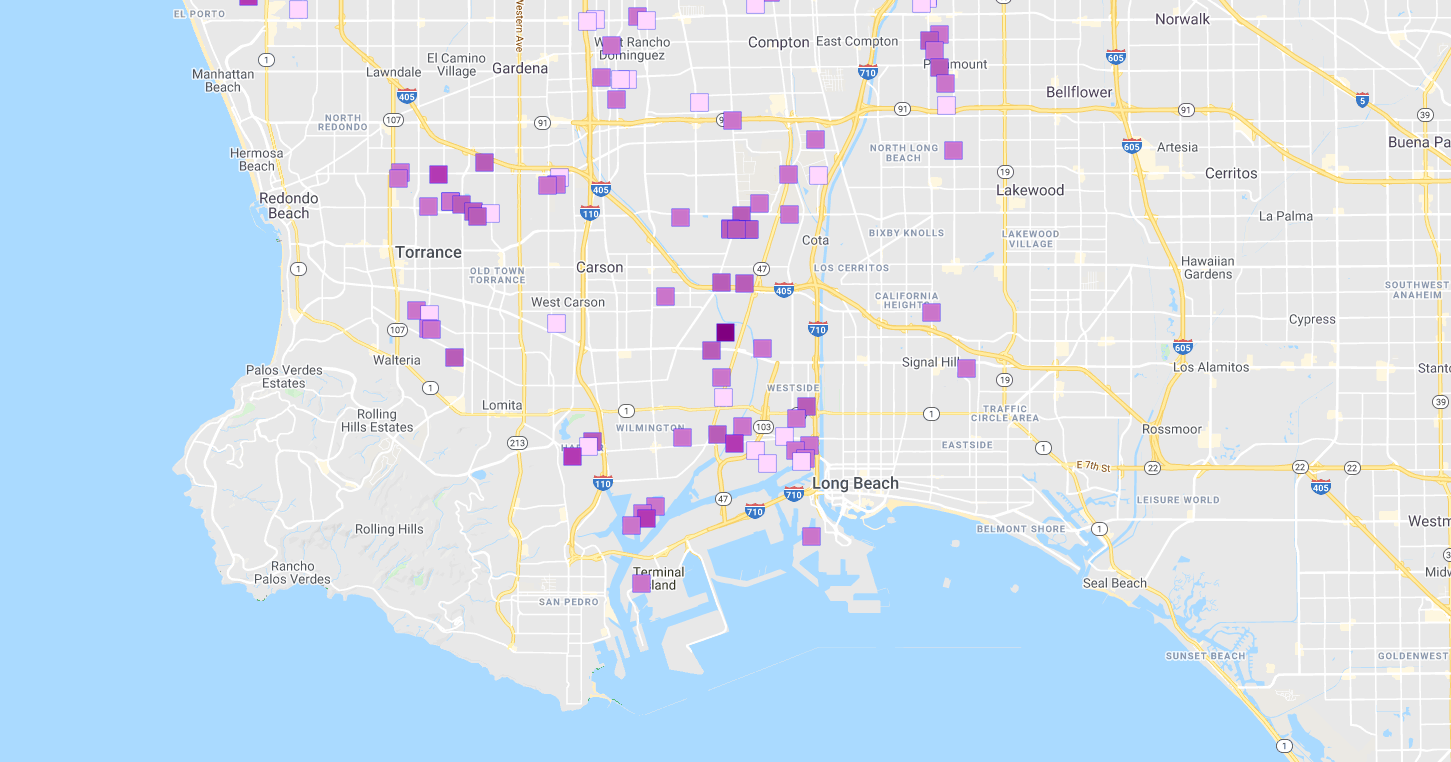 EL PORTO
Western Ave
Norwalk
Compton
East Compton
Dominguez
El Camino
Village
Gardena
Lawndale
Manhattan
Beach
1
405
710
605
Bellflower
5
NORTH
REDONDO
107
91
91
91
39
Hermosa
Beach
NORTH LONG
BEACH
605
Artesia
Buena Pa
19
Lakewood
Cerritos
Redondo
Beach
405
110
La Palma
BIXBY KNOLLS
LAKEWOOD
VILLAGE
Cota
Torrance
OLD TOWN
TORRANCE
Carson
1
47
LOS CERRITOS
Hawaiian
Gardens
405
SOUTHWEST
ANAHEIM
West Carson
CALIFORNIA
HEIGHTS
107
710
Cypress
605
Walteria
Signal Hill
Los Alamitos
Palos Verdes
Estates
1
WESTSIDE
19
Stanto
39
Lomita
1
1
TRAFFIC
CIRCLE AREA
Rolling
Hills Estates
WILMINGTON
103
Rossmoor
213
EASTSIDE
1
E 7th St
22
22
22
110
Long Beach
405
47
710
710
LEISURE WORLD
Rolling Hills
BELMONT SHORE
1
Westm
Rancho
Palos Verdes
Terminal
Seal Beach
Midw
SAN PEDRO
SUNSET BEACH
GOLDENWEST
1